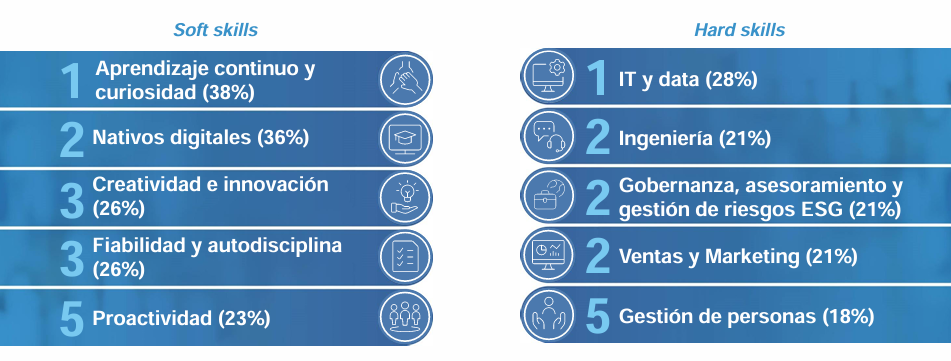 Soft skills
1
Aprendizaje continuo y
curiosidad (38%)
2
Nativos digitales (36%)
3
Creatividad e innovación
(26%)
3
Fiabilidad y autodisciplina
(26%)
5
Proactividad (23%)
Hard skills
1
IT y data (28%)
2
Ingeniería (21%)
2
Gobernanza, asesoramiento y
gestión de riesgos ESG (21%)
2
Ventas y Marketing (21%)
5
Gestión de personas (18%)